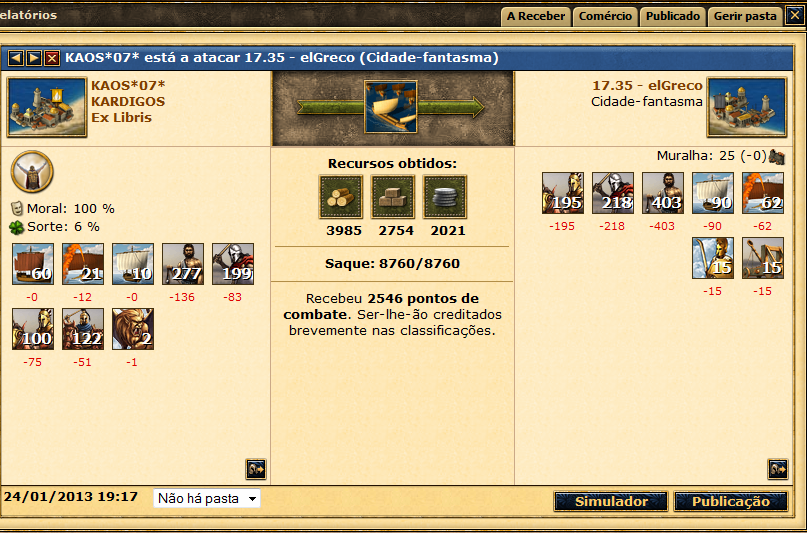 elatórios
A Receber
Comércio
Publicado
Gerir pasta
KAOS*07* está a atacar 17.35 - elGreco (Cidade-fantasma)
KAOS*07*
KARDIGOS
Ex Libris
17.35 - elGreco
Cidade-fantasma
Moral: 100 %
Sorte: 6 %
60 21 10 277 199
-0 -12 -0 -136 -83
100 122 2
-75 -51 -1
Recursos obtidos:
3985 2754 2021
Saque: 8760/8760
Recebeu 2546 pontos de
combate. Ser-lhe-ão creditados
brevemente nas classificações.
Muralha: 25 (-0)
195 218 403 90 62
-195 -218 -403 -90 -62
15 15
-15 -15
24/01/2013 19:17
Não há pasta
Simulador
Publicação